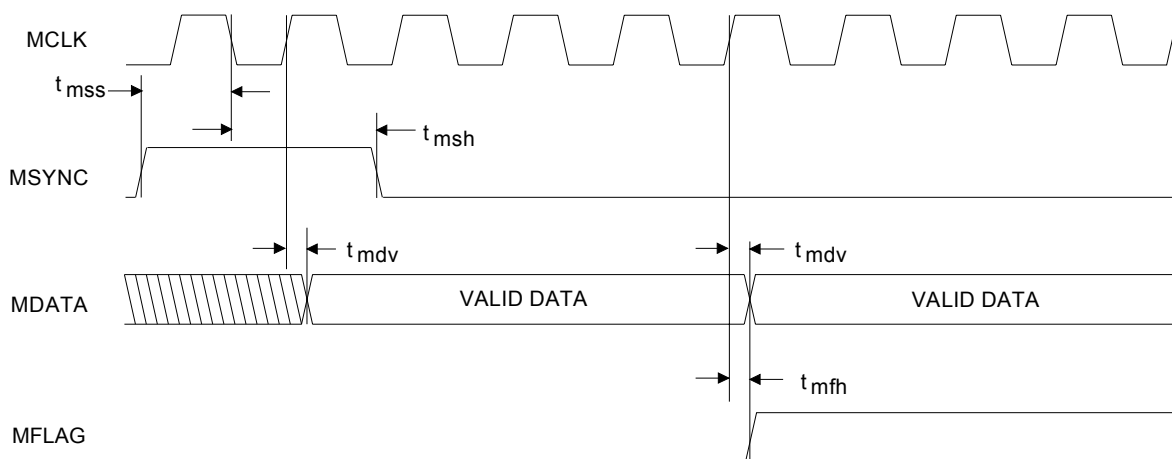 MCLK
t mss
t msh
MSYNC
t mdv
t mdv
MDATA
VALID DATA
VALID DATA
t mfh
MFLAG